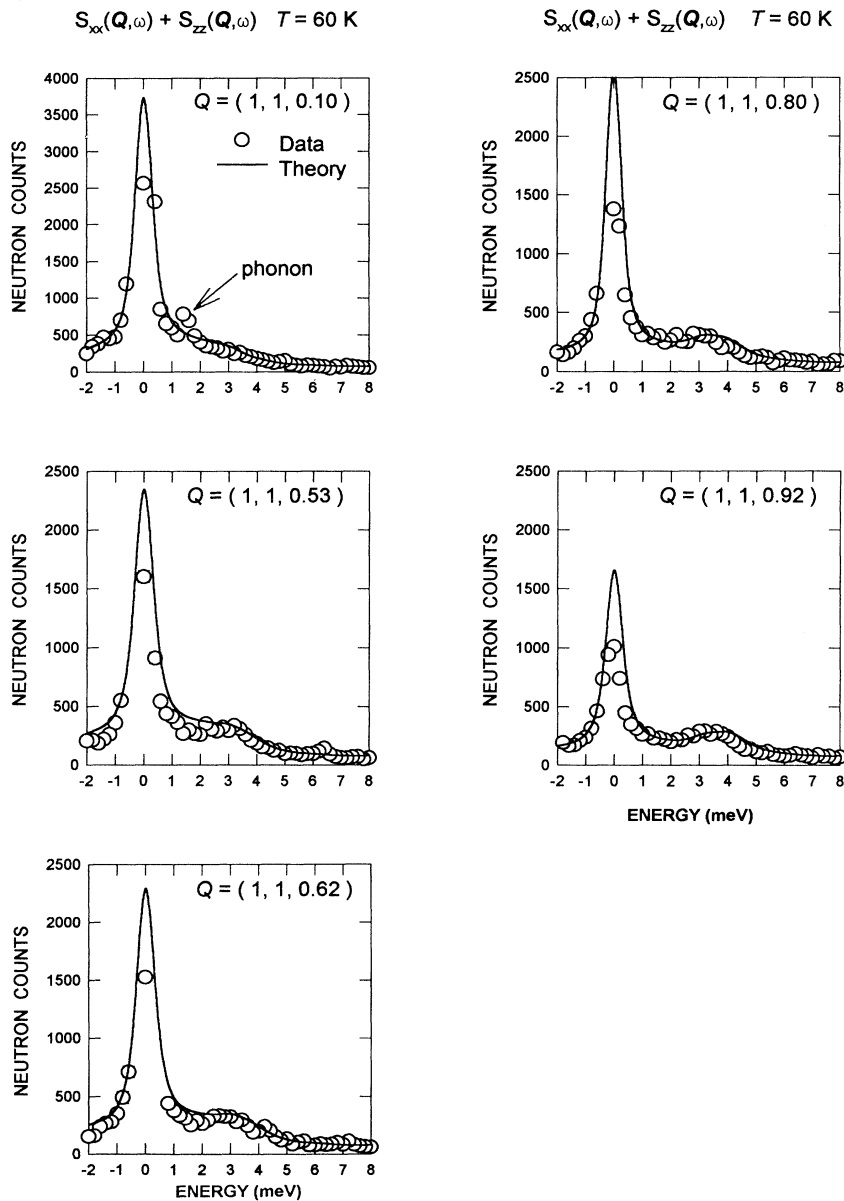 S_xx(Q,ω) + S_zz(Q,ω) T = 60 K
4000
3500
3000
2500
2000
1500
1000
500
0
NEUTRON COUNTS
Q = ( 1, 1, 0.10 )
Data
Theory
phonon
-2 -1 0 1 2 3 4 5 6 7 8
2500
2000
1500
1000
500
0
NEUTRON COUNTS
Q = ( 1, 1, 0.53 )
-2 -1 0 1 2 3 4 5 6 7 8
2500
2000
1500
1000
500
0
NEUTRON COUNTS
Q = ( 1, 1, 0.62 )
-2 -1 0 1 2 3 4 5 6 7 8
ENERGY (meV)
S_xx(Q,ω) + S_zz(Q,ω) T = 60 K
2500
2000
1500
1000
500
0
NEUTRON COUNTS
Q = ( 1, 1, 0.80 )
-2 -1 0 1 2 3 4 5 6 7 8
2500
2000
1500
1000
500
0
NEUTRON COUNTS
Q = ( 1, 1, 0.92 )
-2 -1 0 1 2 3 4 5 6 7 8
ENERGY (meV)